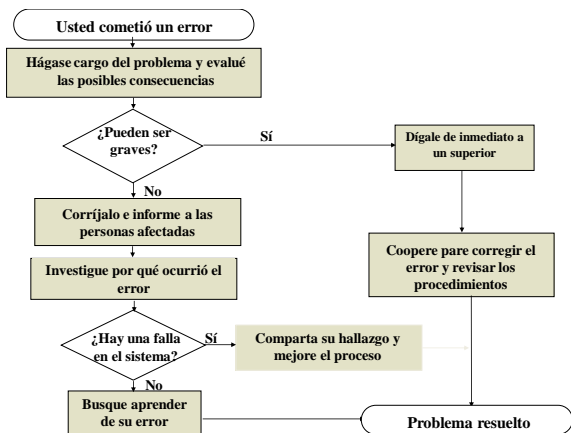 Usted cometió un error
Hágase cargo del problema y evalué
las posibles consecuencias
¿Pueden ser
graves?
Sí
Dígale de inmediato a
un superior
No
Corríjalo e informe a las
personas afectadas
Coopere pare corregir el
error y revisar los
procedimientos
Investigue por qué ocurrió el
error
¿Hay una falla
en el sistema?
Sí
Comparta su hallazgo y
mejore el proceso
No
Busque aprender
de su error
Problema resuelto